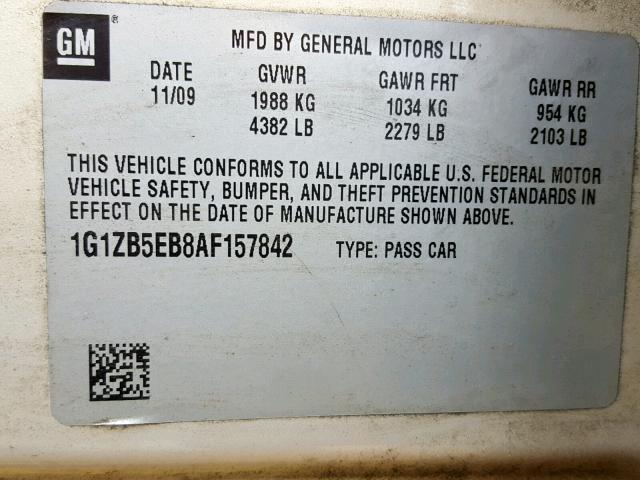 GM
MFD BY GENERAL MOTORS LLC
DATE GVWR GAWR FRT GAWR RR
11/09 1988 KG 1034 KG 954 KG
4382 LB 2279 LB 2103 LB
THIS VEHICLE CONFORMS TO ALL APPLICABLE U.S. FEDERAL MOTOR
VEHICLE SAFETY, BUMPER, AND THEFT PREVENTION STANDARDS IN
EFFECT ON THE DATE OF MANUFACTURE SHOWN ABOVE.
1G1ZB5EB8AF157842 TYPE: PASS CAR